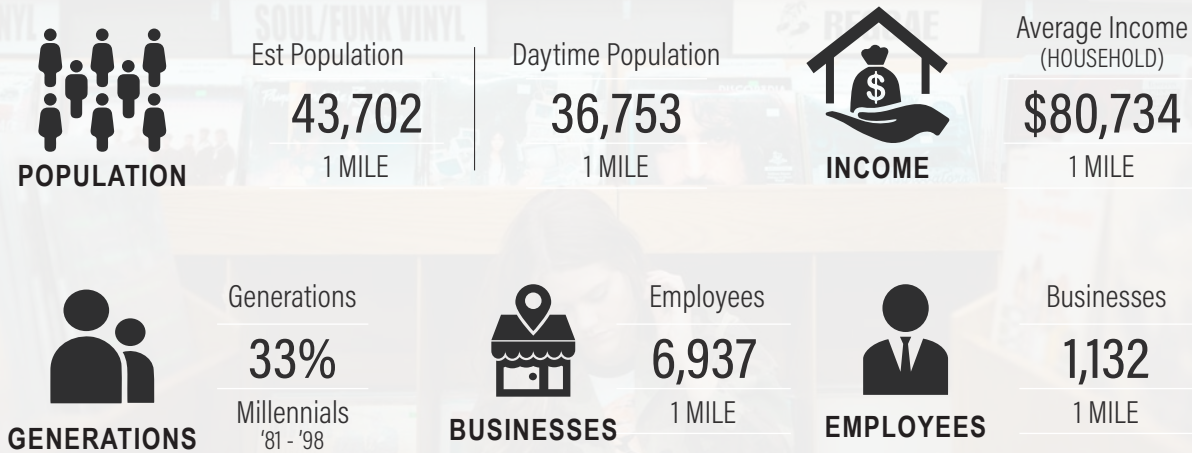 SOUL/FUNK VINYL
REGGAE
POPULATION
Est Population
43,702
1 MILE
Daytime Population
36,753
1 MILE
INCOME
$
Average Income
(HOUSEHOLD)
$80,734
1 MILE
GENERATIONS
Generations
33%
Millennials
'81 - '98
BUSINESSES
Employees
6,937
1 MILE
EMPLOYEES
Businesses
1,132
1 MILE